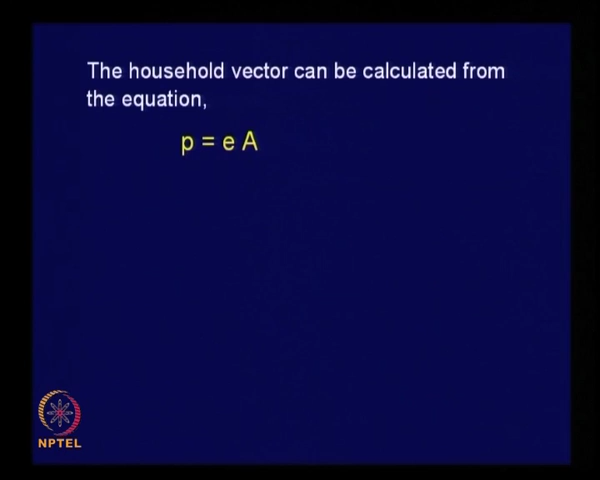 The household vector can be calculated from
the equation,
p = e A
NPTEL